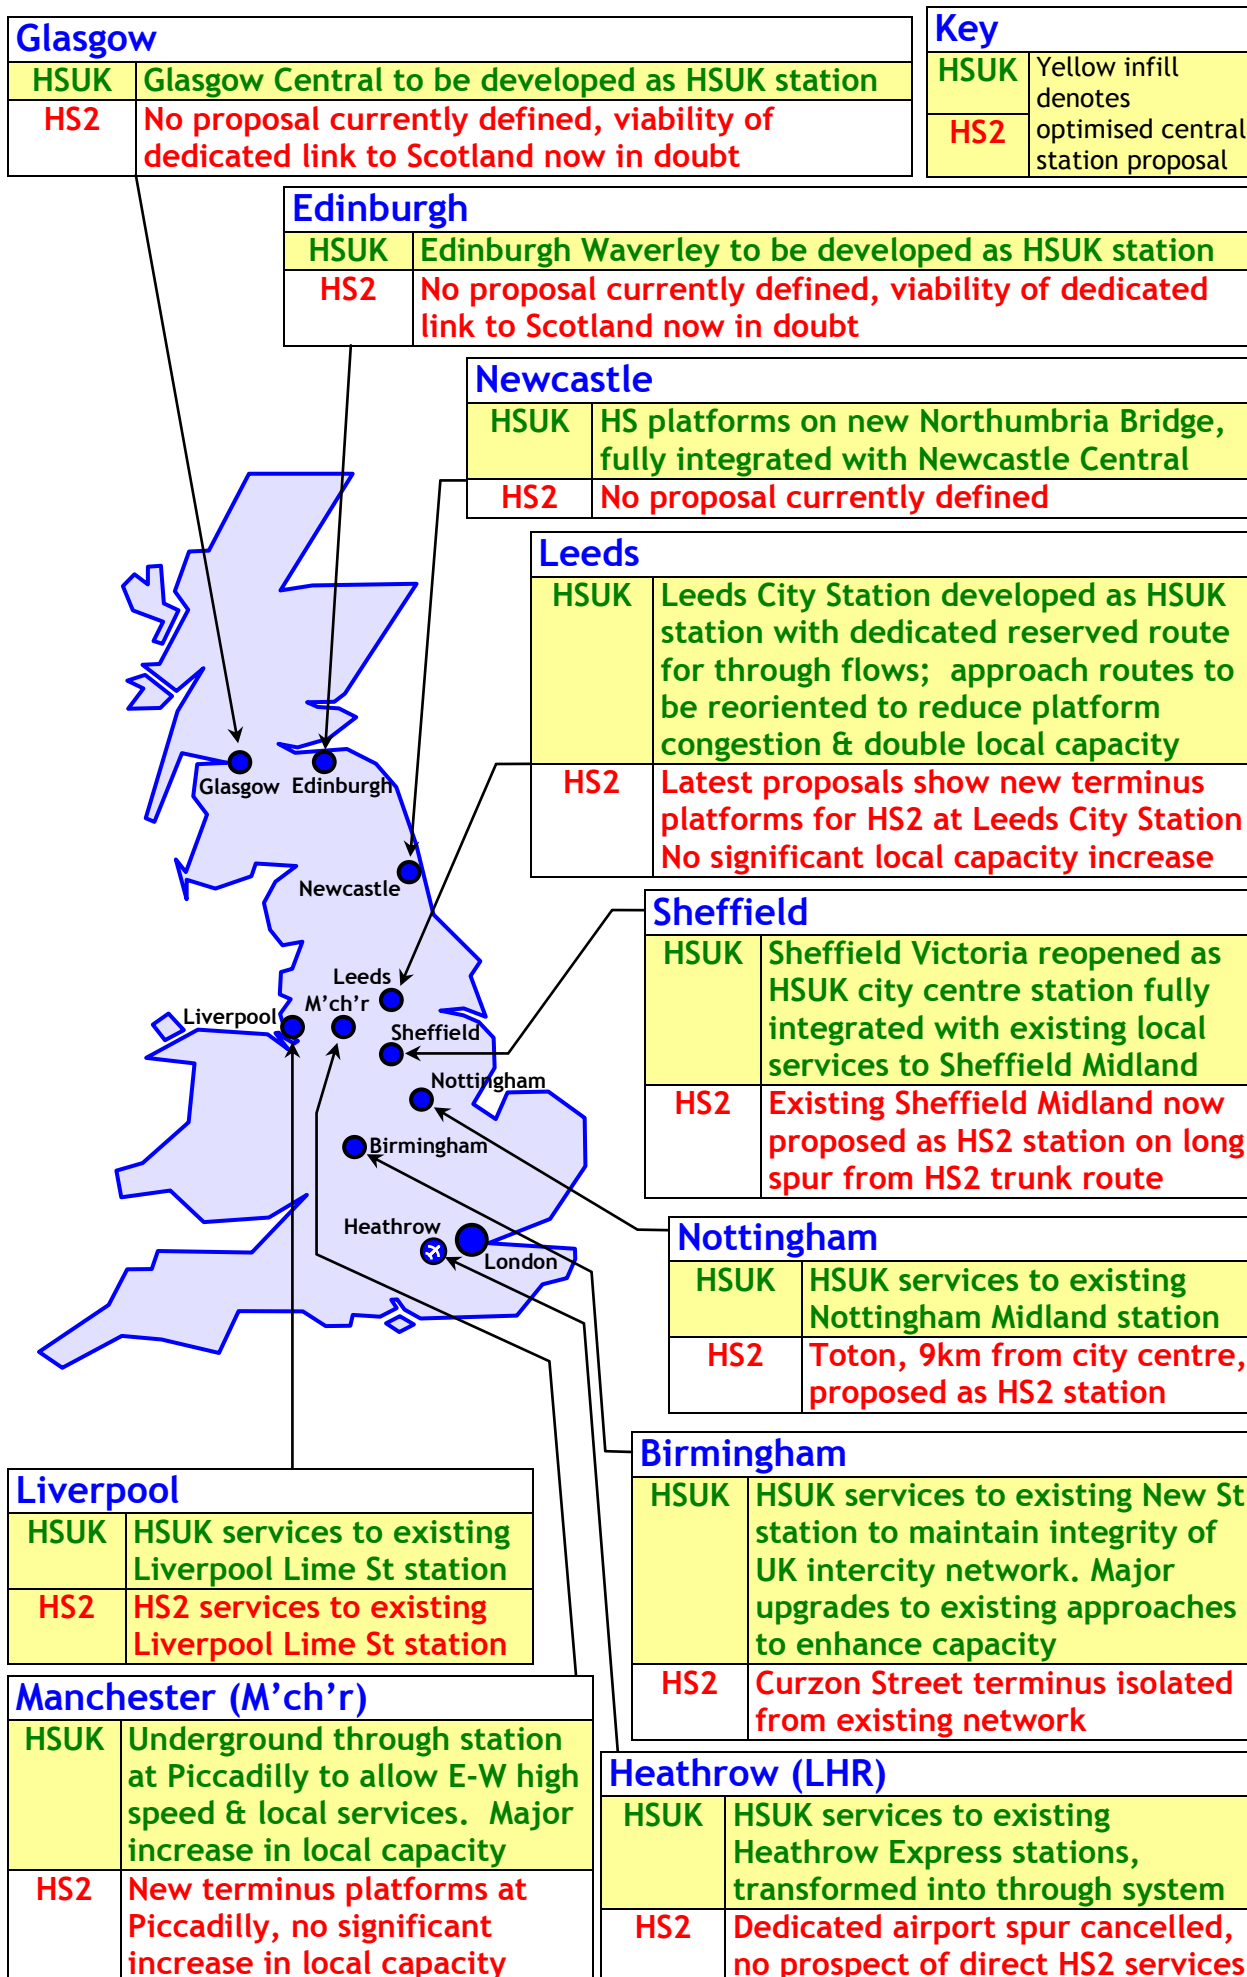 Glasgow
HSUK Glasgow Central to be developed as HSUK station
HS2 No proposal currently defined, viability of
dedicated link to Scotland now in doubt
Key
HSUK Yellow infill
denotes
HS2 optimised central
station proposal
Edinburgh
HSUK Edinburgh Waverley to be developed as HSUK station
HS2 No proposal currently defined, viability of dedicated
link to Scotland now in doubt
Newcastle
HSUK HS platforms on new Northumbria Bridge,
fully integrated with Newcastle Central
HS2 No proposal currently defined
Leeds
HSUK Leeds City Station developed as HSUK
station with dedicated reserved route
for through flows; approach routes to
be reoriented to reduce platform
congestion & double local capacity
HS2 Latest proposals show new terminus
platforms for HS2 at Leeds City Station
No significant local capacity increase
Glasgow
Edinburgh
Newcastle
Leeds
M'ch'r
Liverpool
Sheffield
Nottingham
Birmingham
Heathrow
London
Sheffield
HSUK Sheffield Victoria reopened as
HSUK city centre station fully
integrated with existing local
services to Sheffield Midland
HS2 Existing Sheffield Midland now
proposed as HS2 station on long
spur from HS2 trunk route
Nottingham
HSUK HSUK services to existing
Nottingham Midland station
HS2 Toton, 9km from city centre,
proposed as HS2 station
Birmingham
HSUK HSUK services to existing New St
station to maintain integrity of
UK intercity network. Major
upgrades to existing approaches
to enhance capacity
HS2 Curzon Street terminus isolated
from existing network
Liverpool
HSUK HSUK services to existing
Liverpool Lime St station
HS2 HS2 services to existing
Liverpool Lime St station
Manchester (M'ch'r)
HSUK Underground through station
at Piccadilly to allow E-W high
speed & local services. Major
increase in local capacity
HS2 New terminus platforms at
Piccadilly, no significant
increase in local capacity
Heathrow (LHR)
HSUK HSUK services to existing
Heathrow Express stations,
transformed into through system
HS2 Dedicated airport spur cancelled,
no prospect of direct HS2 services